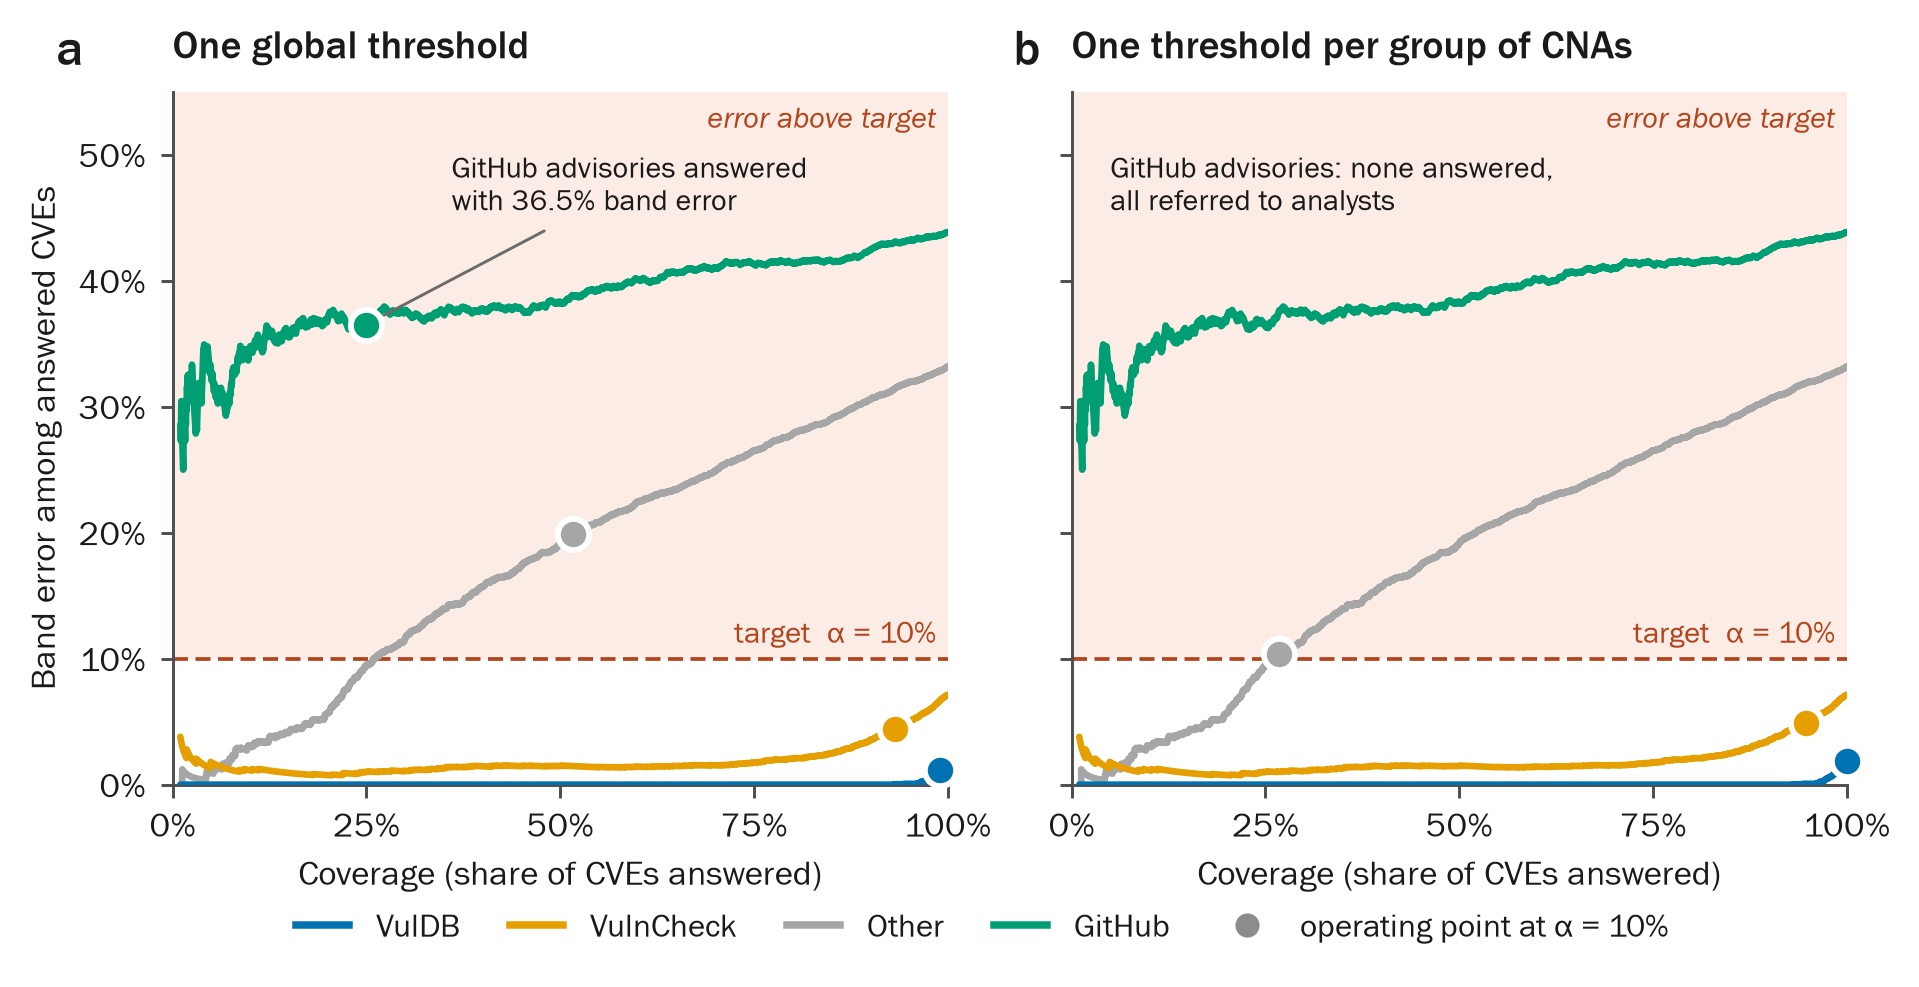 a One global threshold
error above target
GitHub advisories answered
with 36.5% band error
target α = 10%
Band error among answered CVEs
50%
40%
30%
20%
10%
0%
0% 25% 50% 75% 100%
Coverage (share of CVEs answered)
b One threshold per group of CNAs
error above target
GitHub advisories: none answered,
all referred to analysts
target α = 10%
0% 25% 50% 75% 100%
Coverage (share of CVEs answered)
VulDB VulnCheck Other GitHub operating point at α = 10%